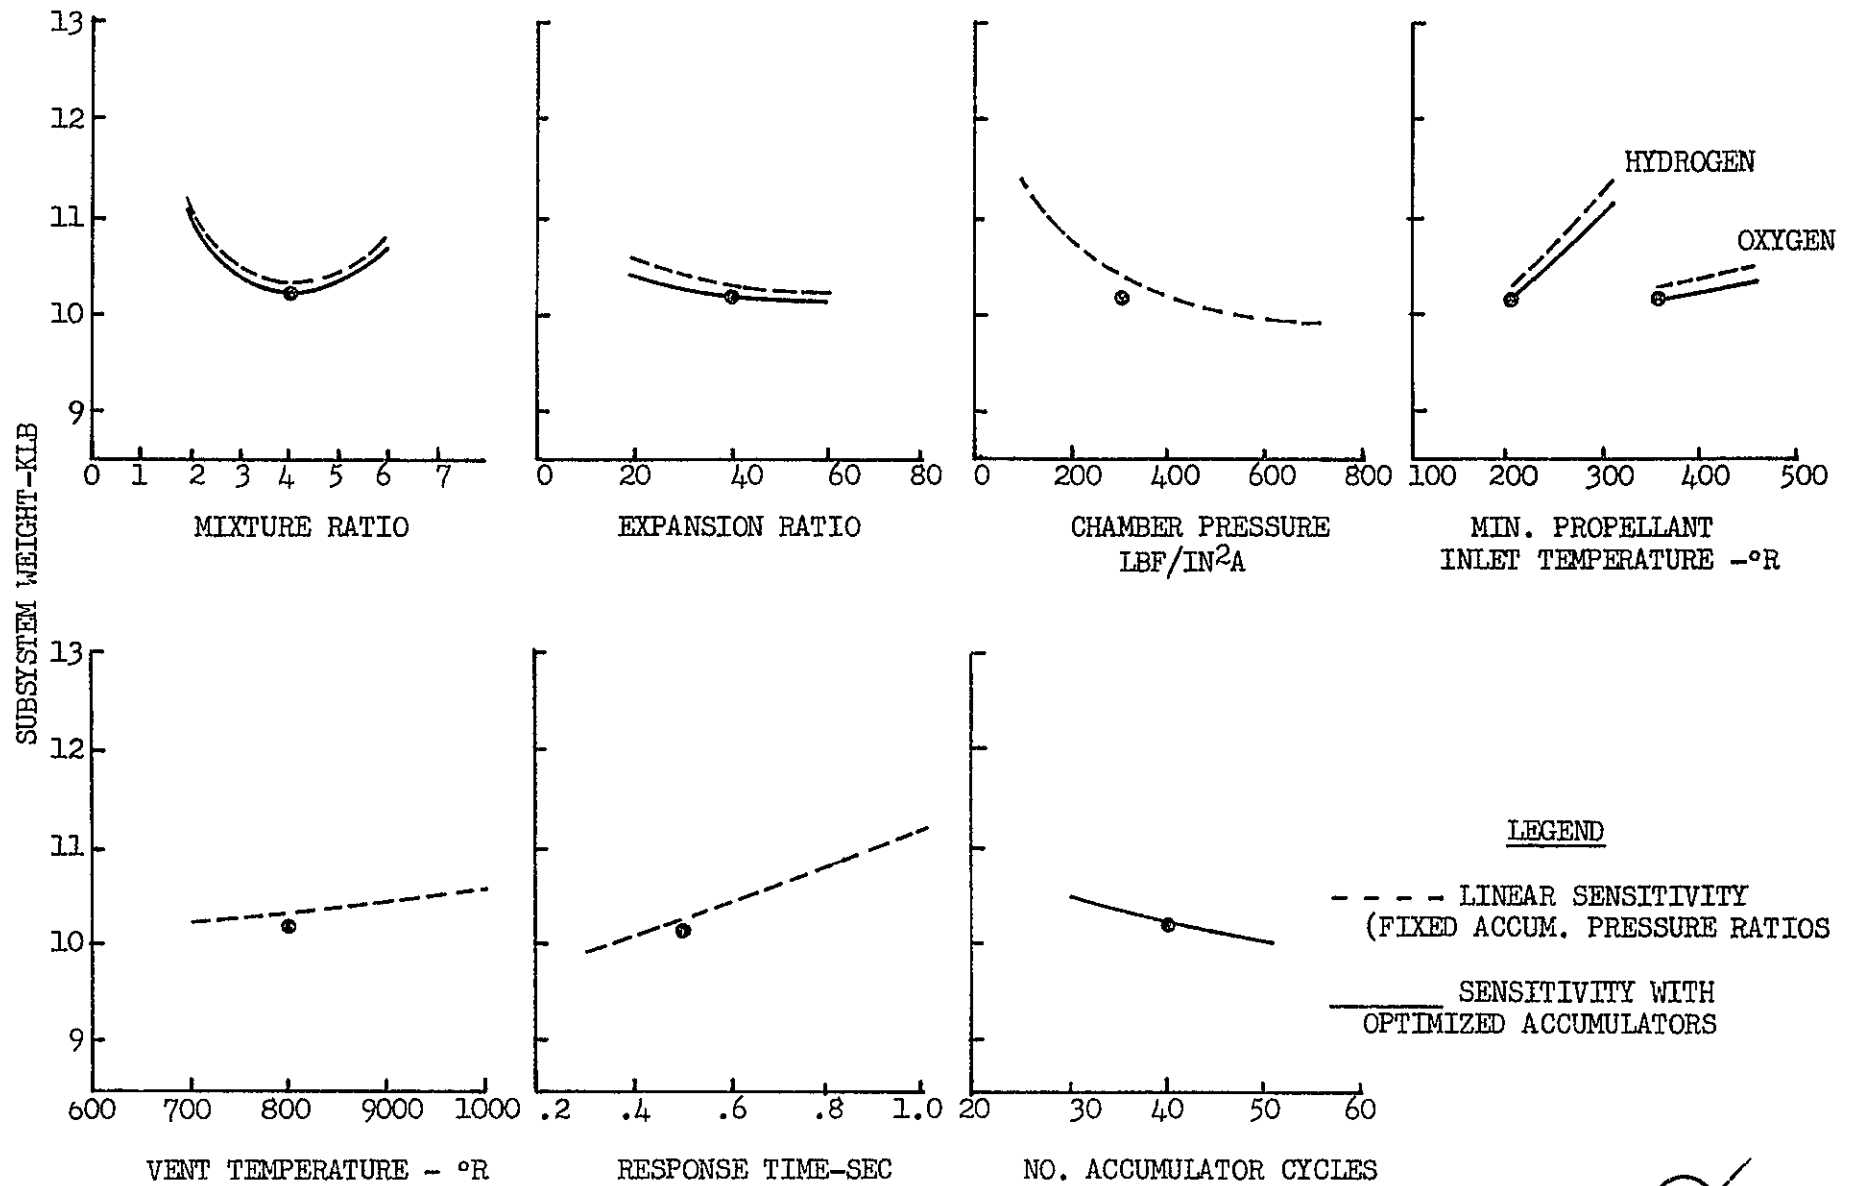 SUBSYSTEM WEIGHT-KLB
13
12
11
10
9
0 1 2 3 4 5 6 7
MIXTURE RATIO
0 20 40 60 80
EXPANSION RATIO
0 200 400 600 800
CHAMBER PRESSURE
LBF/IN²A
HYDROGEN
OXYGEN
100 200 300 400 500
MIN. PROPELLANT
INLET TEMPERATURE -°R
13
12
11
10
9
600 700 800 9000 1000
VENT TEMPERATURE - °R
.2 .4 .6 .8 1.0
RESPONSE TIME-SEC
20 30 40 50 60
NO. ACCUMULATOR CYCLES
LEGEND
LINEAR SENSITIVITY
(FIXED ACCUM. PRESSURE RATIOS
SENSITIVITY WITH
OPTIMIZED ACCUMULATORS